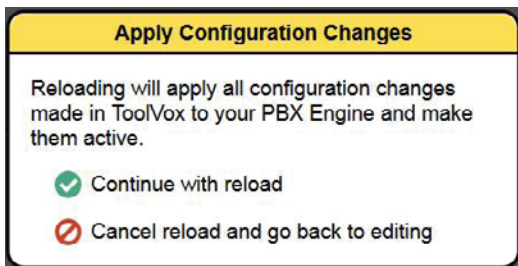 Apply Configuration Changes
Reloading will apply all configuration changes
made in ToolVox to your PBX Engine and make
them active.
Continue with reload
Cancel reload and go back to editing